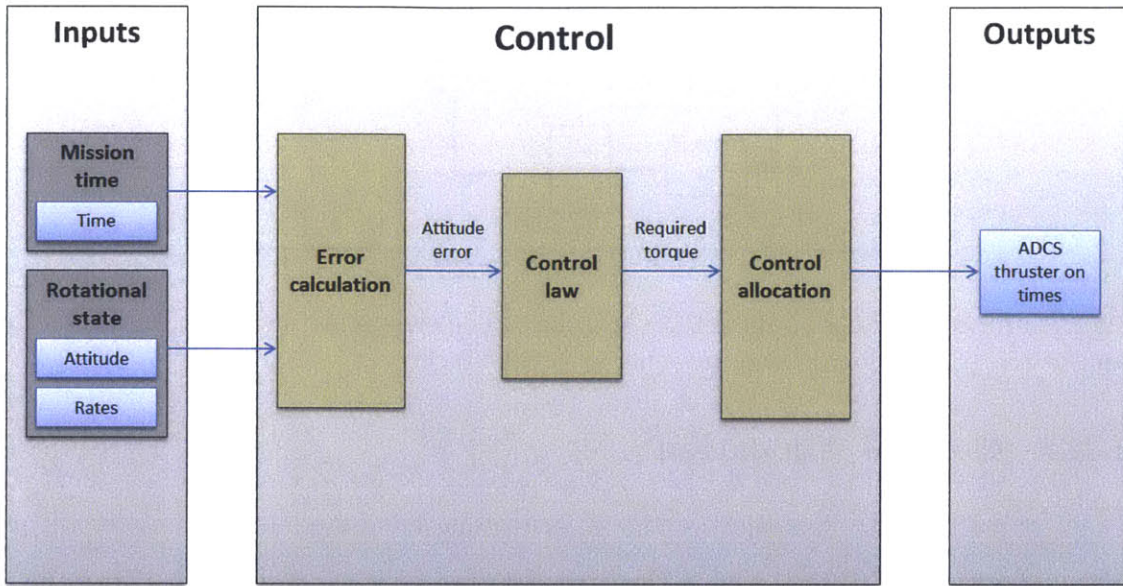 Inputs
Mission
time
Time
Rotational
state
Attitude
Rates
Control
Error
calculation
Attitude
error
Control
law
Required
torque
Control
allocation
Outputs
ADCS
thruster on
times